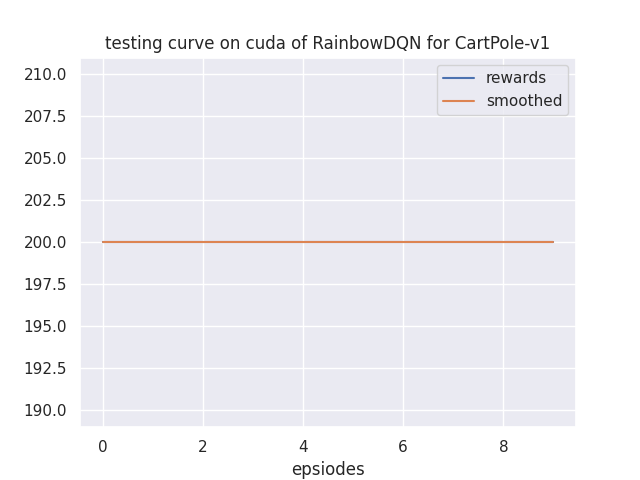 testing curve on cuda of RainbowDQN for CartPole-v1
rewards
smoothed
210.0
207.5
205.0
202.5
200.0
197.5
195.0
192.5
190.0
0 2 4 6 8
epsiodes